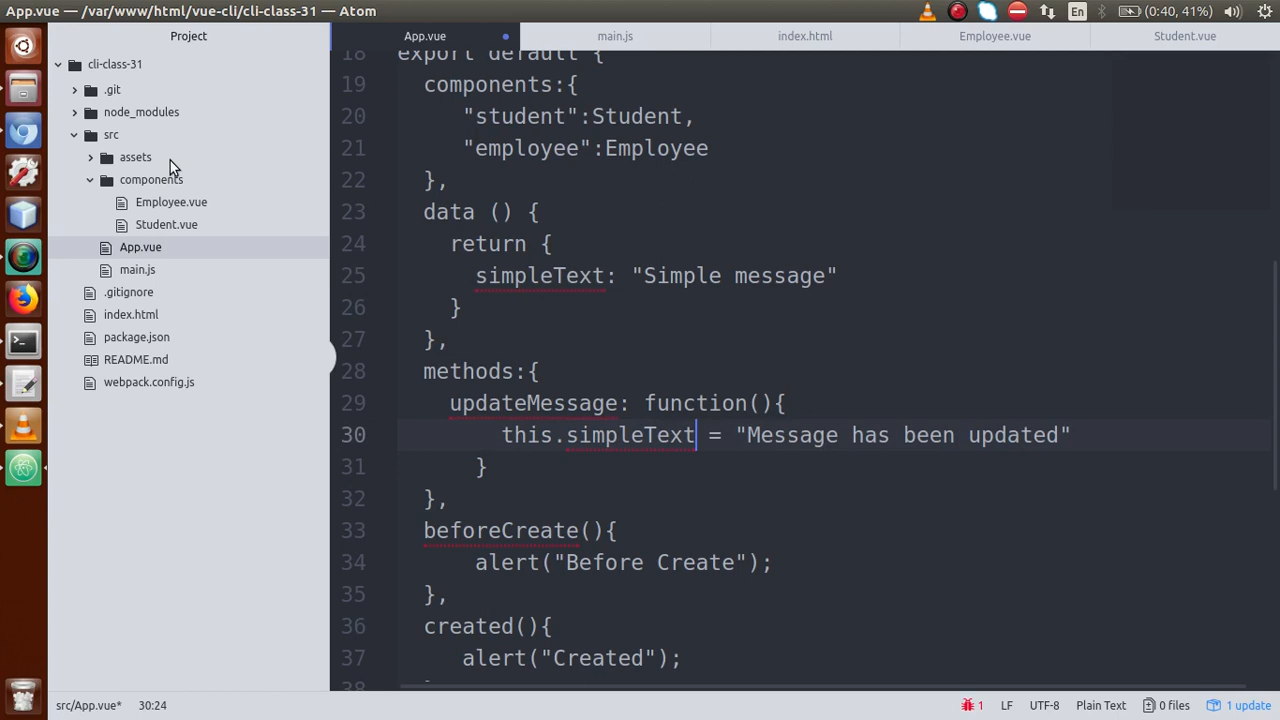 App.vue — /var/www/html/vue-cli/cli-class-31 — Atom
En
(0:40, 41%)
Project
App.vue
main.js
index.html
Employee.vue
Student.vue
cli-class-31
.git
node_modules
src
assets
components
Employee.vue
Student.vue
App.vue
main.js
.gitignore
index.html
package.json
README.md
webpack.config.js
18 export default {
19 components:{
20 "student":Student,
21 "employee":Employee
22 },
23 data () {
24 return {
25 simpleText: "Simple message"
26 }
27 },
28 methods:{
29 updateMessage: function(){
30 this.simpleText = "Message has been updated"
31 }
32 },
33 beforeCreate(){
34 alert("Before Create");
35 },
36 created(){
37 alert("Created");
38
src/App.vue* 30:24
1 LF UTF-8 Plain Text 0 files 1 update